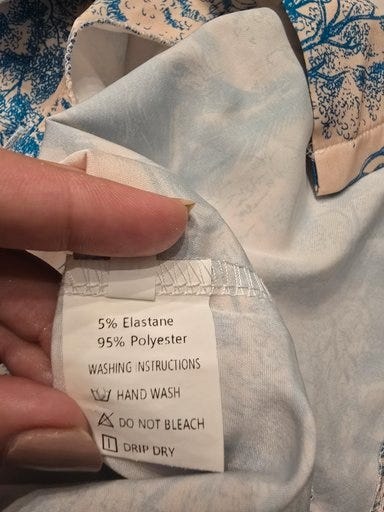 5% Elastane
95% Polyester
WASHING INSTRUCTIONS
HAND WASH
DO NOT BLEACH
DRIP DRY